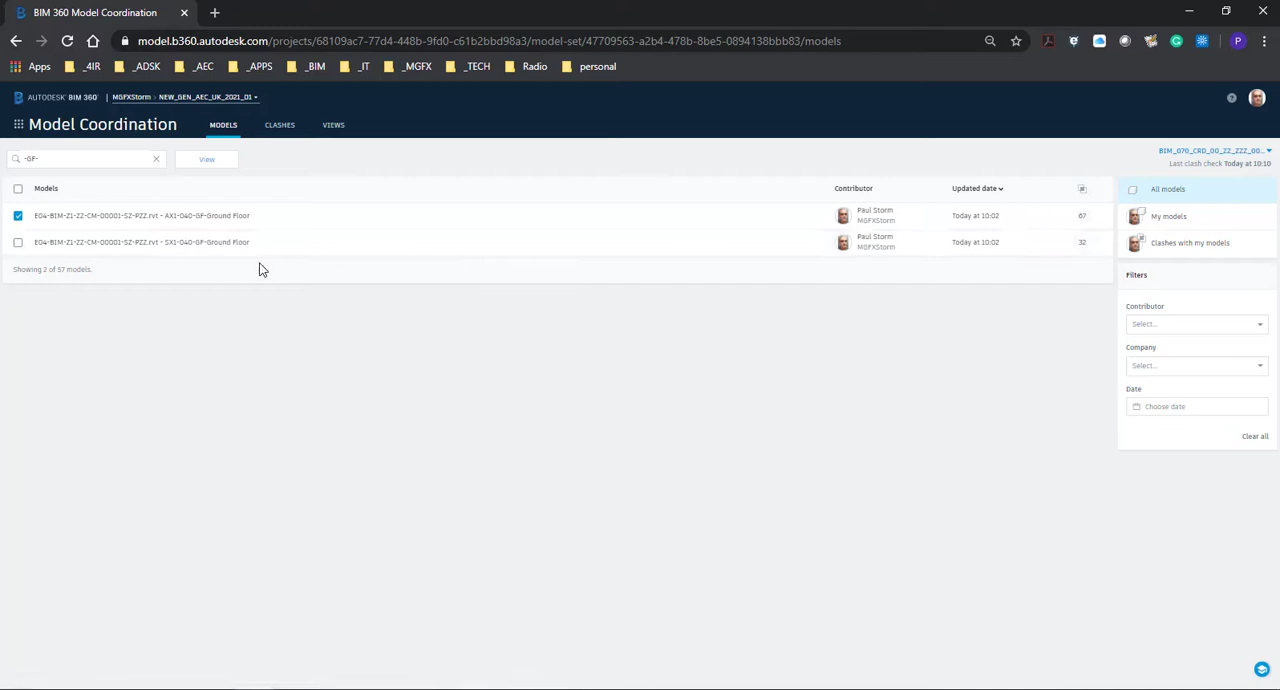 BIM 360 Model Coordination
model.b360.autodesk.com/projects/68109ac7-77d4-448b-9fd0-c61b2bbd98a3/model-set/47709563-a2b4-478b-8be5-0894138bbb83/models
P
Apps _4IR _ADSK _AEC _APPS _BIM _IT _MGFX _TECH Radio personal
AUTODESK® BIM 360° | MGFXStorm > NEW_GEN_AEC_UK_2021_01
Model Coordination MODELS CLASHES VIEWS
-GF- View
BIM_070_CRD_00_ZZ_ZZZ_00...
Last clash check Today at 10:10
Models Contributor Updated date
E04-BIM-Z1-ZZ-CM-00001-SZ-PZZ.rvt - AX1-040-GF-Ground Floor Paul Storm MGFXStorm Today at 10:02 67
E04-BIM-Z1-ZZ-CM-00001-SZ-PZZ.rvt - SX1-040-GF-Ground Floor Paul Storm MGFXStorm Today at 10:02 32
Showing 2 of 57 models.
All models
My models
Clashes with my models
Filters
Contributor
Select...
Company
Select...
Date
Choose date
Clear all